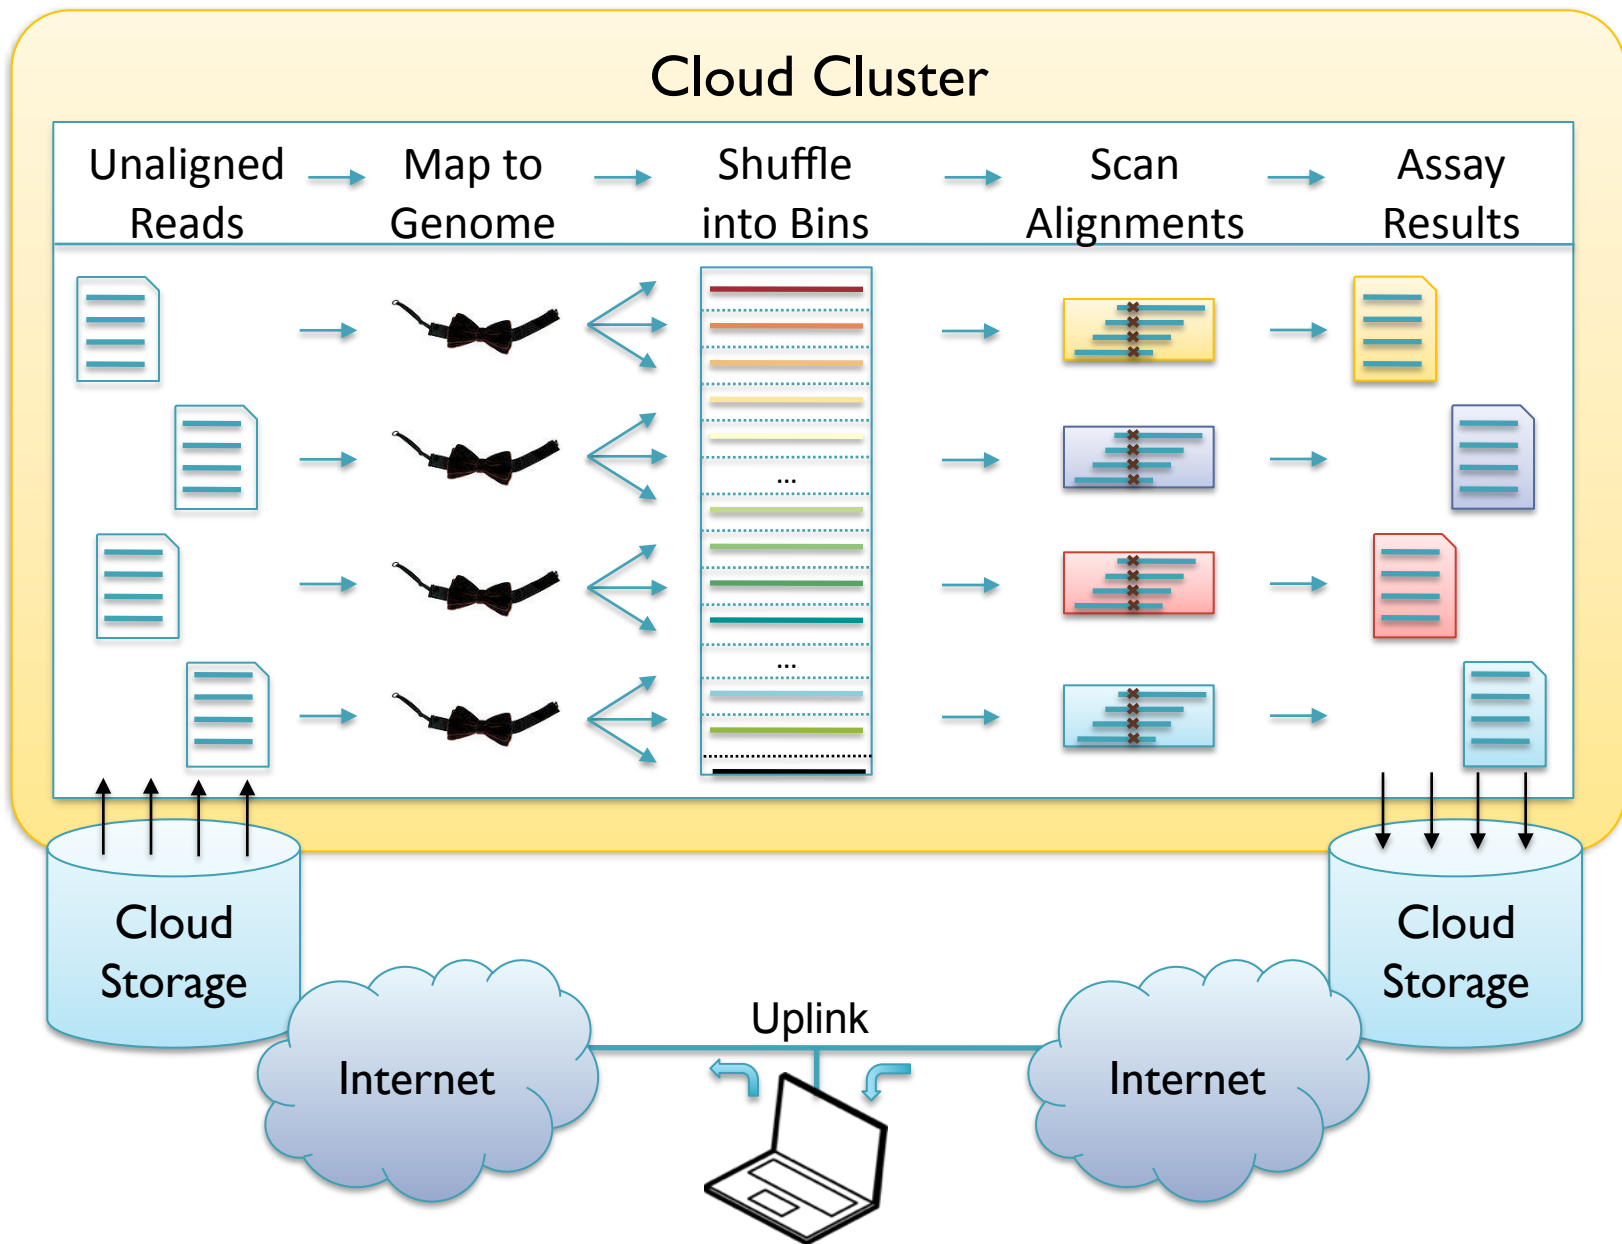 Cloud Cluster
Unaligned
Reads
Map to
Genome
Shuffle
into Bins
Scan
Alignments
Assay
Results
...
...
Cloud
Storage
Cloud
Storage
Uplink
Internet
Internet